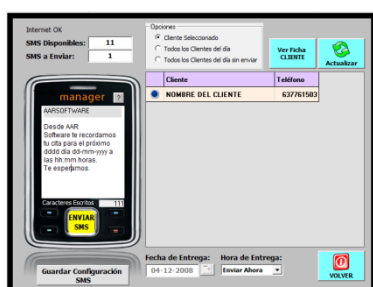 Internet OK
SMS Disponibles: 11
SMS a Enviar: 1
Opciones
Cliente Seleccionado
Todos los Clientes del día
Todos los Clientes del día sin enviar
Ver Ficha
CLIENTE
Actualizar
Cliente Teléfono
NOMBRE DEL CLIENTE 637761503
manager ?
AARSOFTWARE
Desde AAR
Software te recordamos
tu cita para el próximo
dddd día dd-mm-yyy a
las hh:mm horas.
Te esperamos.
Caracteres Escritos 111
ENVIAR
SMS
Guardar Configuración
SMS
Fecha de Entrega: Hora de Entrega:
04-12-2008 Enviar Ahora
VOLVER